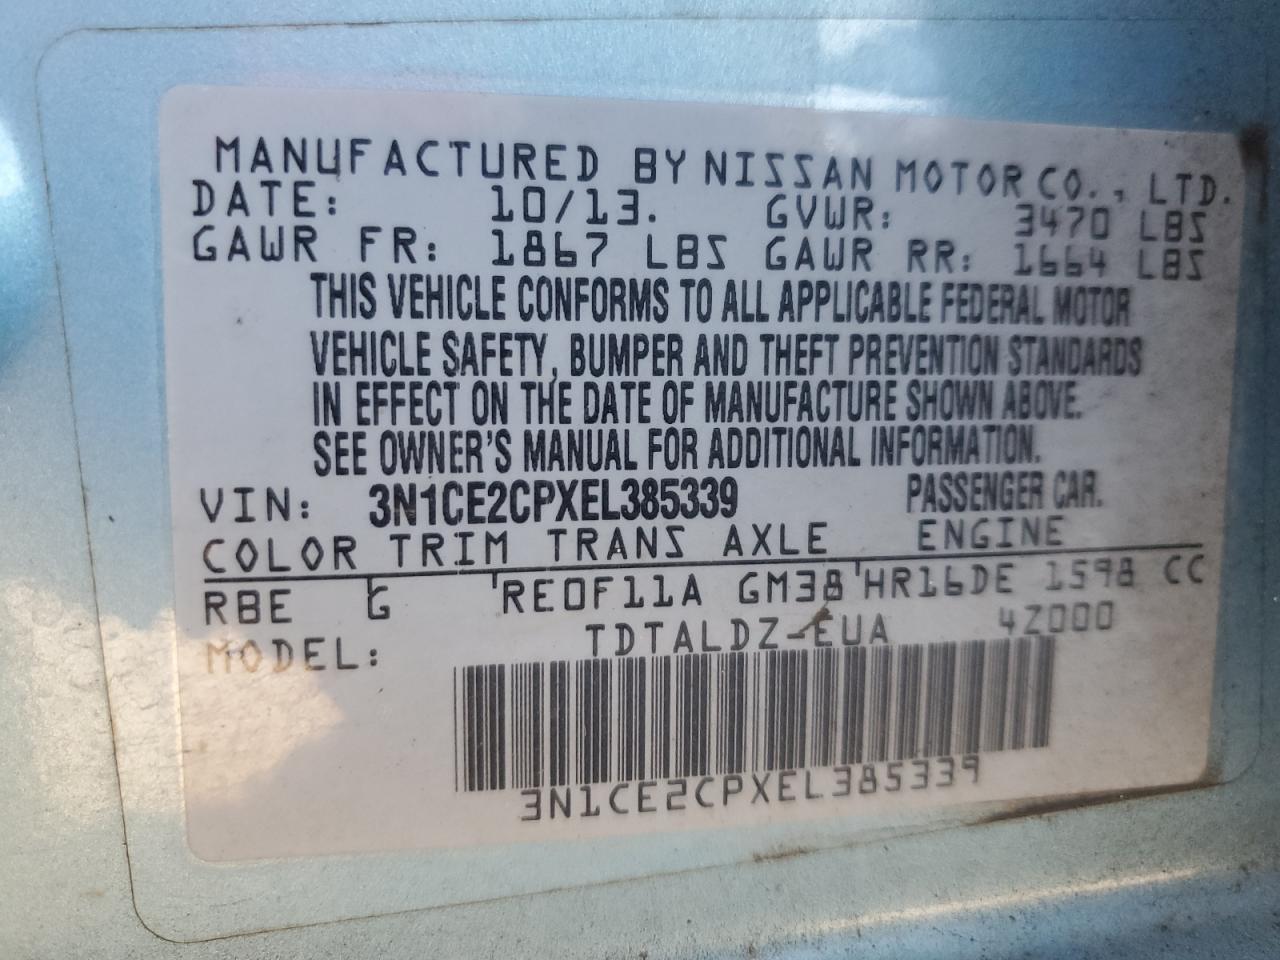 MANUFACTURED BY NISSAN MOTOR CO., LTD.
DATE: 10/13. GVWR: 3470 LBS
GAWR FR: 1867 LBS GAWR RR: 1664 LBS
THIS VEHICLE CONFORMS TO ALL APPLICABLE FEDERAL MOTOR
VEHICLE SAFETY, BUMPER AND THEFT PREVENTION STANDARDS
IN EFFECT ON THE DATE OF MANUFACTURE SHOWN ABOVE.
SEE OWNER'S MANUAL FOR ADDITIONAL INFORMATION.
VIN: 3N1CE2CPXEL385339 PASSENGER CAR.
COLOR TRIM TRANS AXLE ENGINE
RBE G RE0F11A GM38 HR16DE 1598 CC
MODEL: TDTALDZ-EUA 4Z000
3N1CE2CPXEL385339